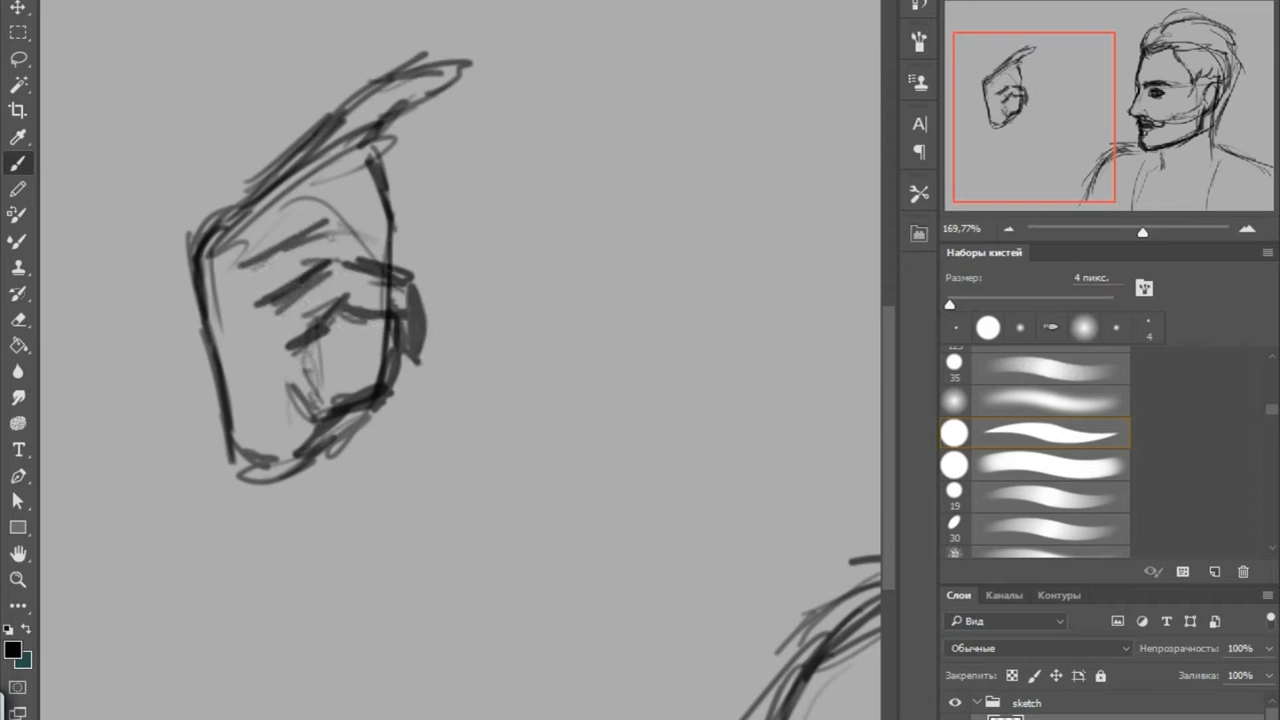 169,77%
Наборы кистей
Размер:
4 пикс.
4
35
19
30
Слои Каналы Контуры
Вид
Обычные
Непрозрачность: 100%
Закрепить:
Заливка: 100%
sketch